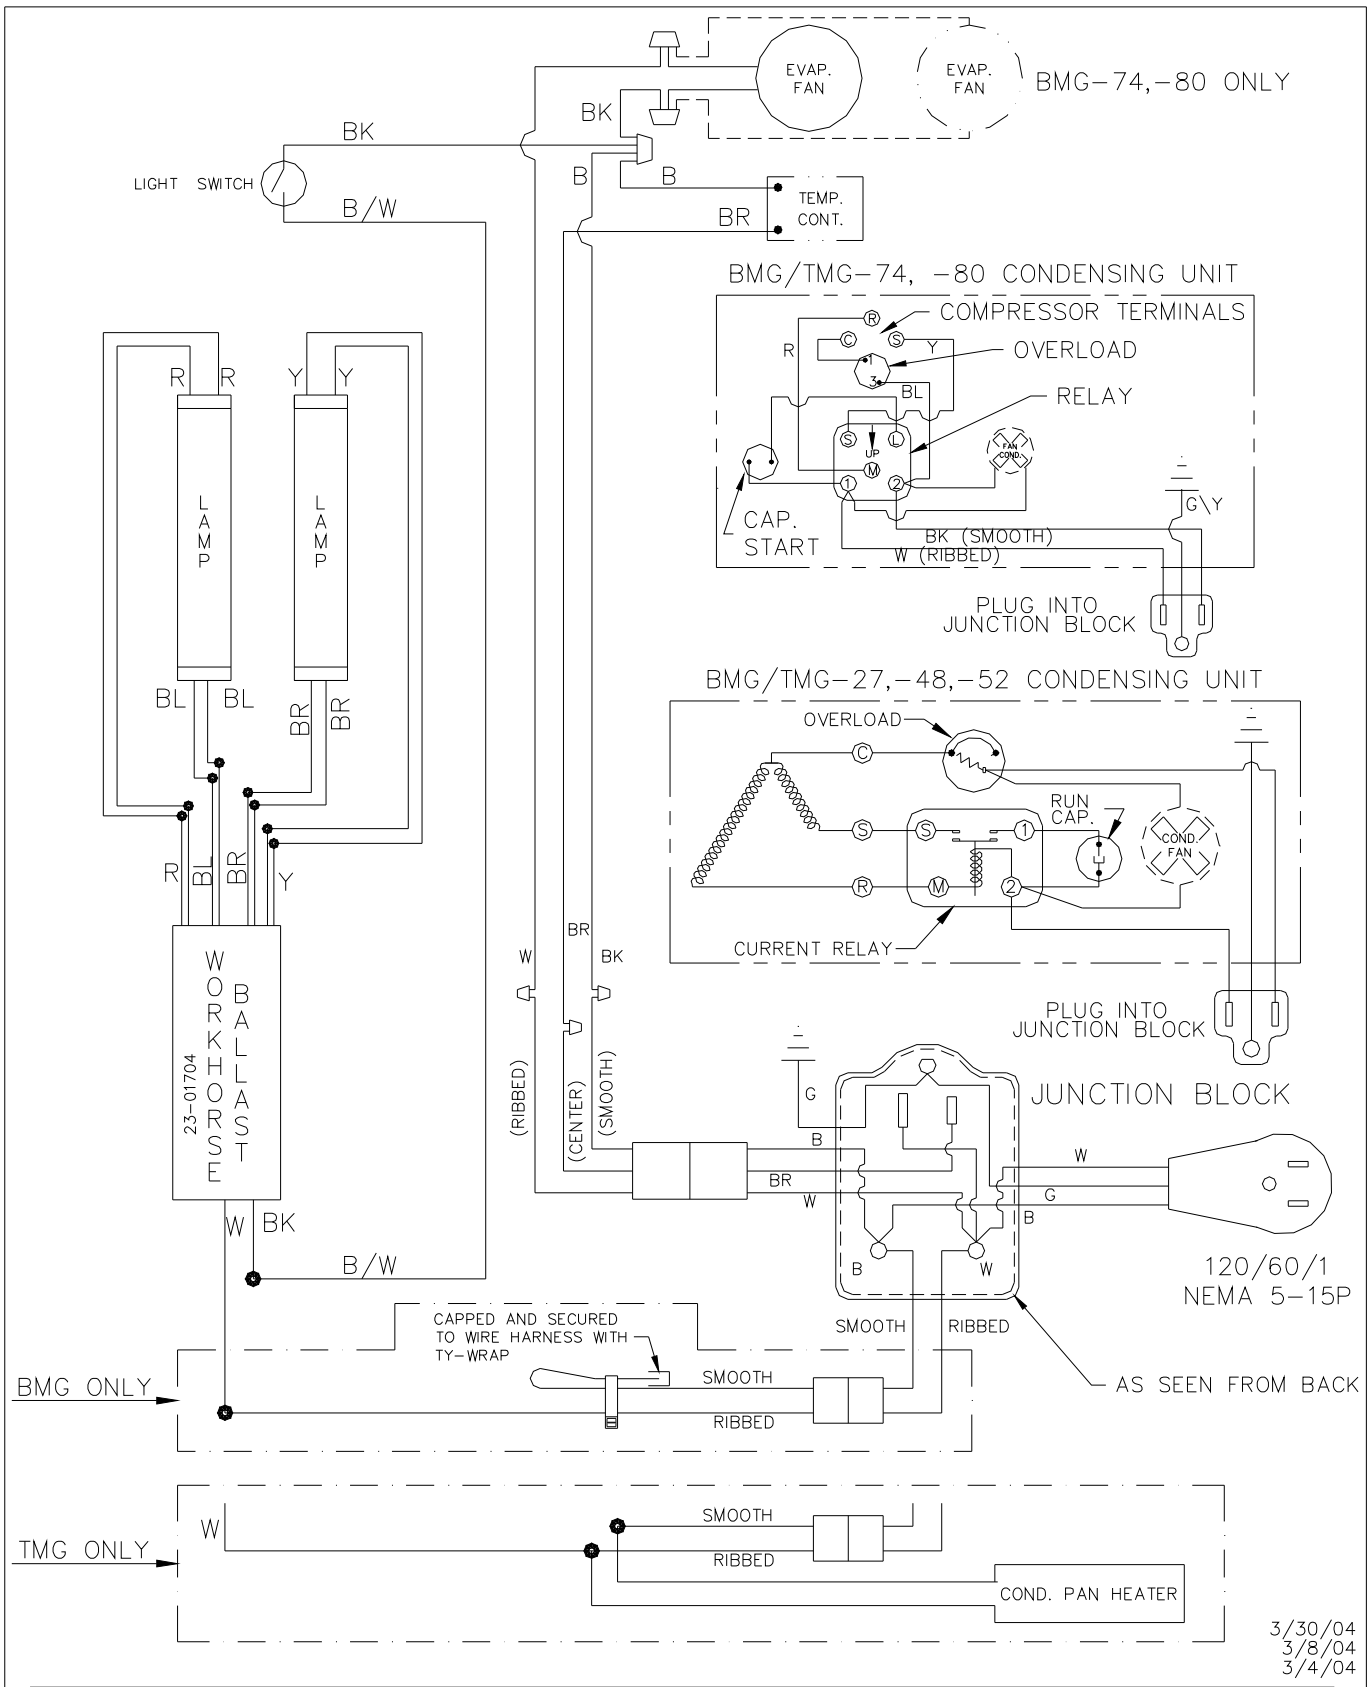 EVAP.
FAN
EVAP.
FAN
BMG-74,-80 ONLY
BK
BK
LIGHT SWITCH
B/W
B
B
TEMP.
CONT.
BR
BMG/TMG-74, -80 CONDENSING UNIT
R
COMPRESSOR TERMINALS
C
S
R
Y
1
OVERLOAD
3
BL
RELAY
S
L
UP
M
FAN
COND.
1
2
G\Y
CAP.
START
BK (SMOOTH)
W (RIBBED)
PLUG INTO
JUNCTION BLOCK
R
R
Y
Y
LAMP
LAMP
BL
BL
BR
BR
BMG/TMG-27,-48,-52 CONDENSING UNIT
OVERLOAD
C
RUN
CAP.
S
S
1
COND.
FAN
R
M
2
CURRENT RELAY
PLUG INTO
JUNCTION BLOCK
R
BL
BR
Y
WORKHORSE
BALLAST
23-01704
W
BR
BK
(RIBBED)
(CENTER)
(SMOOTH)
G
JUNCTION BLOCK
B
BR
W
W
G
B
B
W
120/60/1
NEMA 5-15P
W
BK
B/W
SMOOTH
RIBBED
AS SEEN FROM BACK
CAPPED AND SECURED
TO WIRE HARNESS WITH
TY-WRAP
BMG ONLY
SMOOTH
RIBBED
W
SMOOTH
TMG ONLY
RIBBED
COND. PAN HEATER
3/30/04
3/8/04
3/4/04